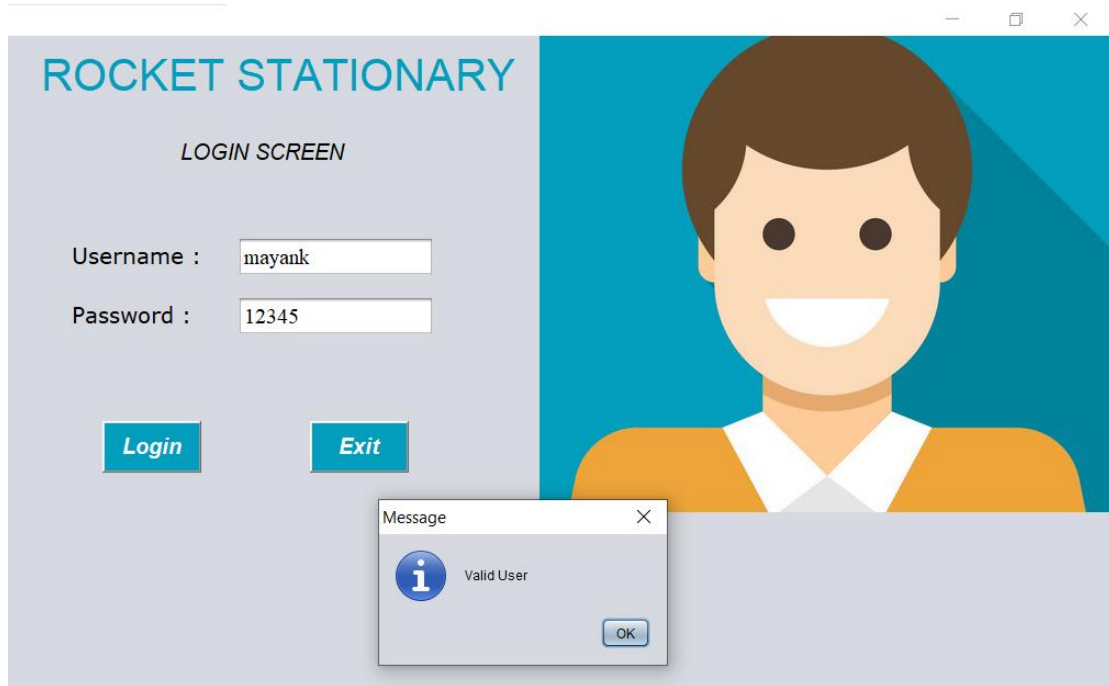 ROCKET STATIONARY
LOGIN SCREEN
Username : mayank
Password : 12345
Login Exit
Message
Valid User
OK